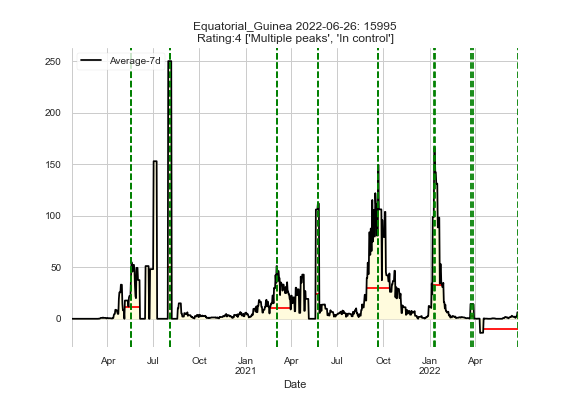 Equatorial_Guinea 2022-06-26: 15995
Rating:4 ['Multiple peaks', 'In control']
Average-7d
250
200
150
100
50
0
Apr Jul Oct Jan Apr Jul Oct Jan Apr
2021 2022
Date